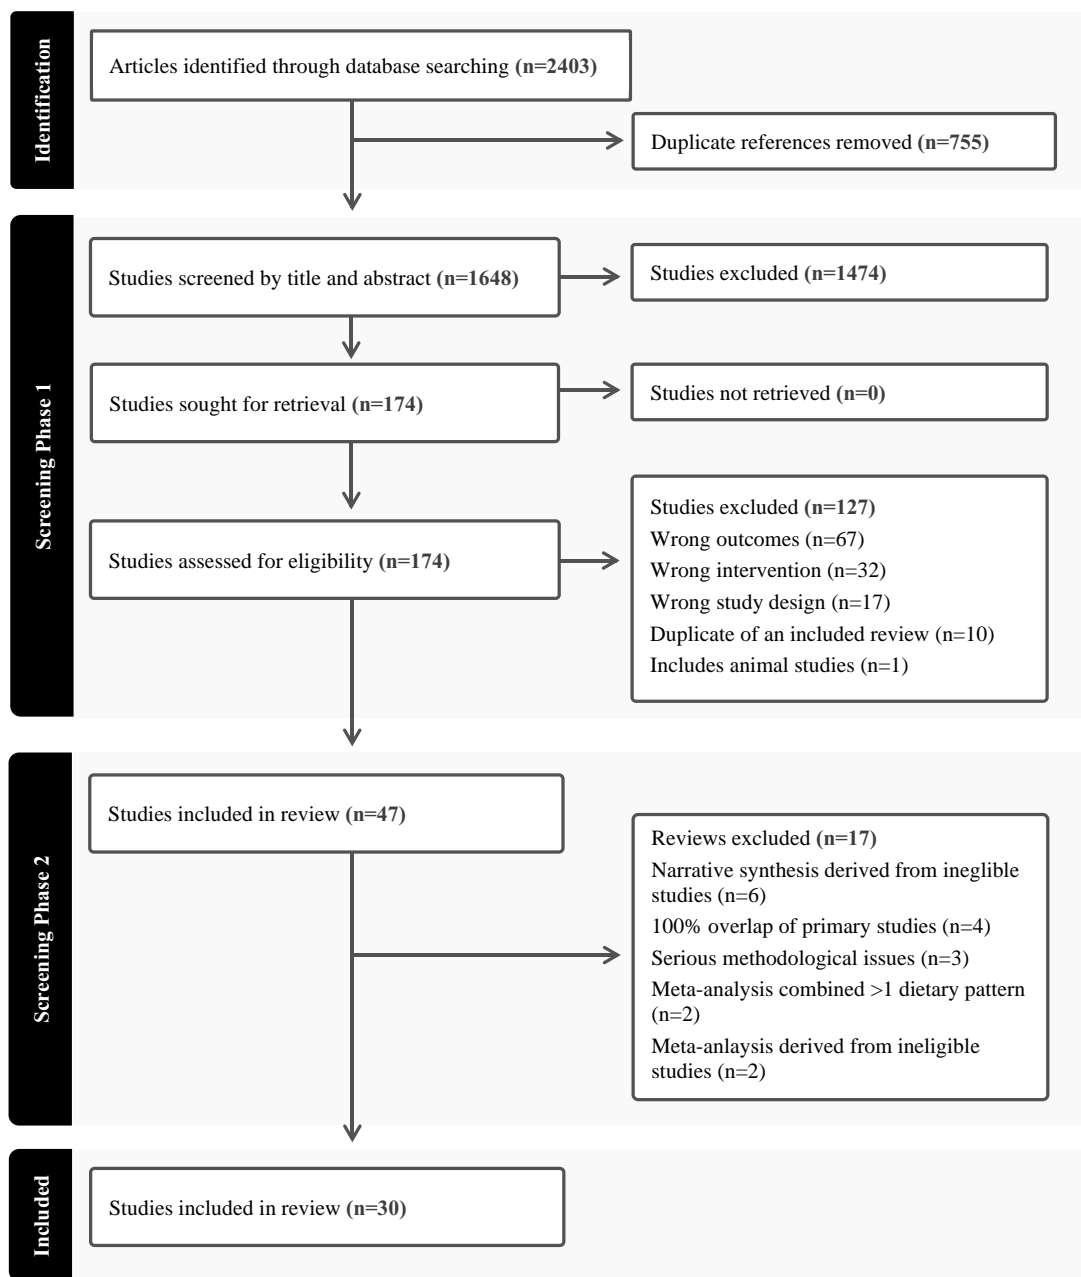 Identification
Articles identified through database searching (n=2403)
Duplicate references removed (n=755)
Screening Phase 1
Studies screened by title and abstract (n=1648)
Studies excluded (n=1474)
Studies sought for retrieval (n=174)
Studies not retrieved (n=0)
Studies assessed for eligibility (n=174)
Studies excluded (n=127)
Wrong outcomes (n=67)
Wrong intervention (n=32)
Wrong study design (n=17)
Duplicate of an included review (n=10)
Includes animal studies (n=1)
Screening Phase 2
Studies included in review (n=47)
Reviews excluded (n=17)
Narrative synthesis derived from ineglible
studies (n=6)
100% overlap of primary studies (n=4)
Serious methodological issues (n=3)
Meta-analysis combined >1 dietary pattern
(n=2)
Meta-anlaysis derived from ineligible
studies (n=2)
Included
Studies included in review (n=30)